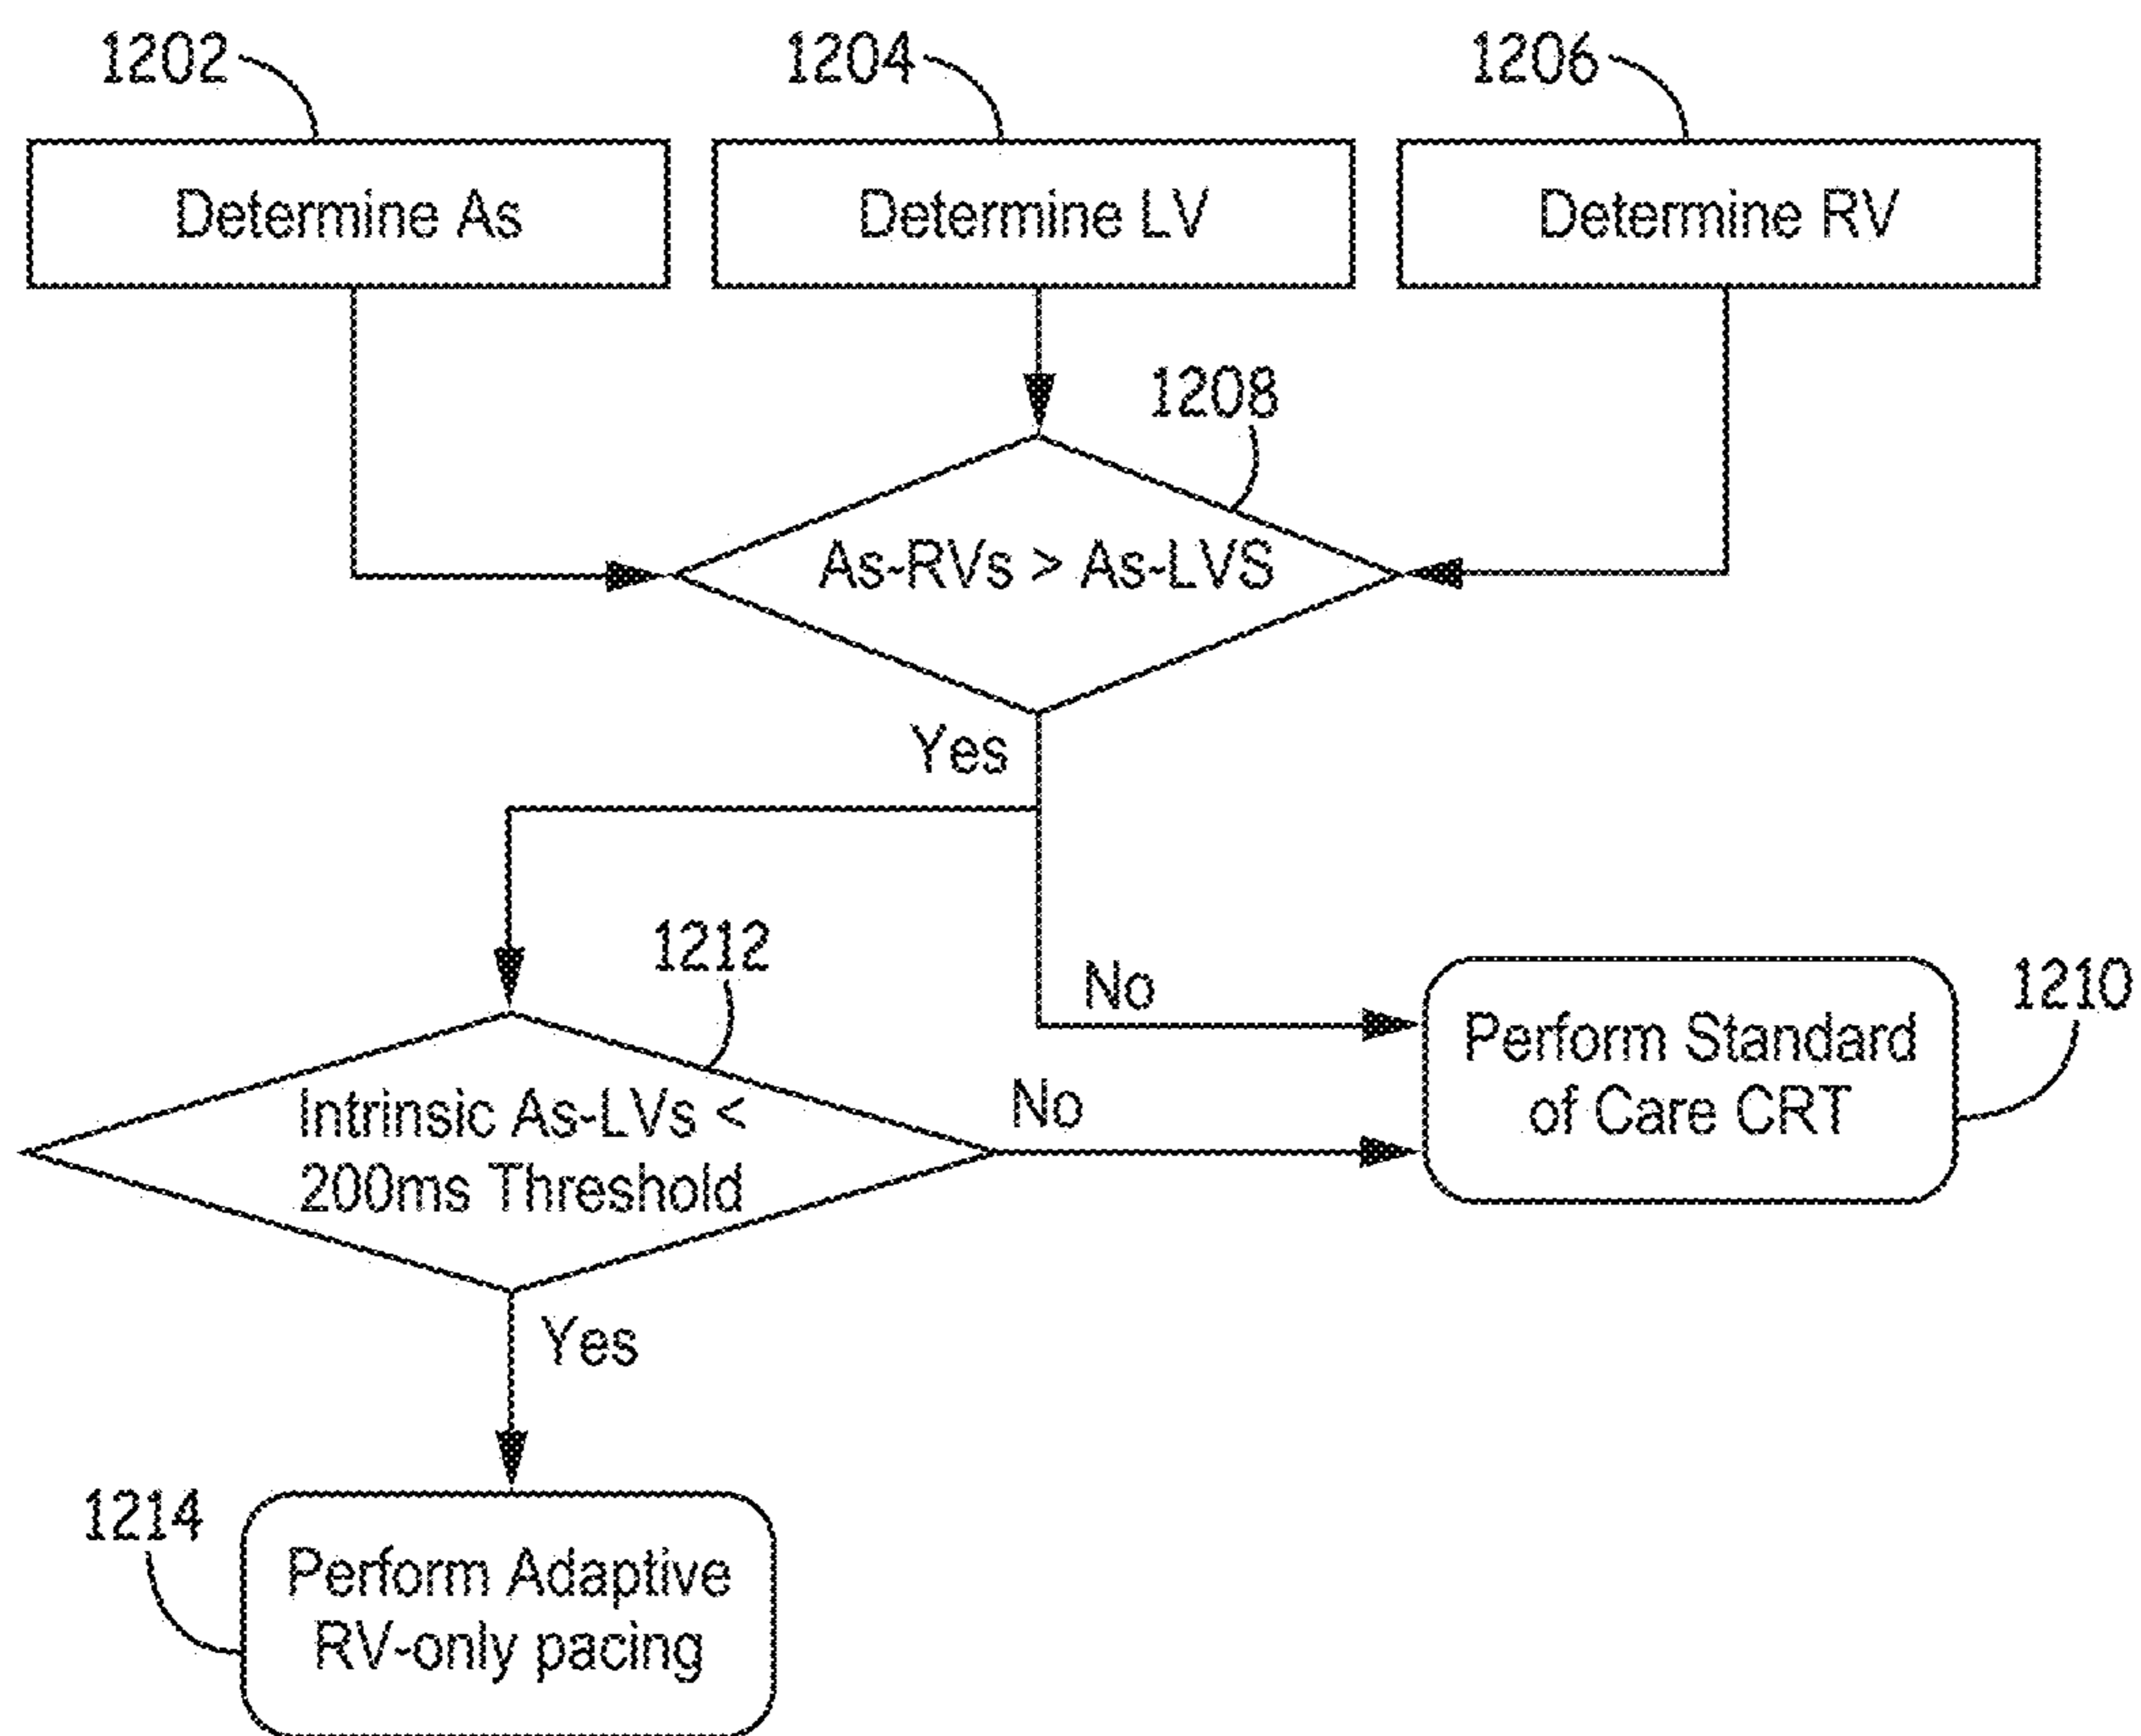 1202
1204
1206
Determine As
Determine LV
Determine RV
1208
As-RVs > As-LVS
Yes
1212
No
1210
Perform Standard
of Care CRT
Intrinsic As-LVs <
200ms Threshold
No
Yes
1214
Perform Adaptive
RV-only pacing